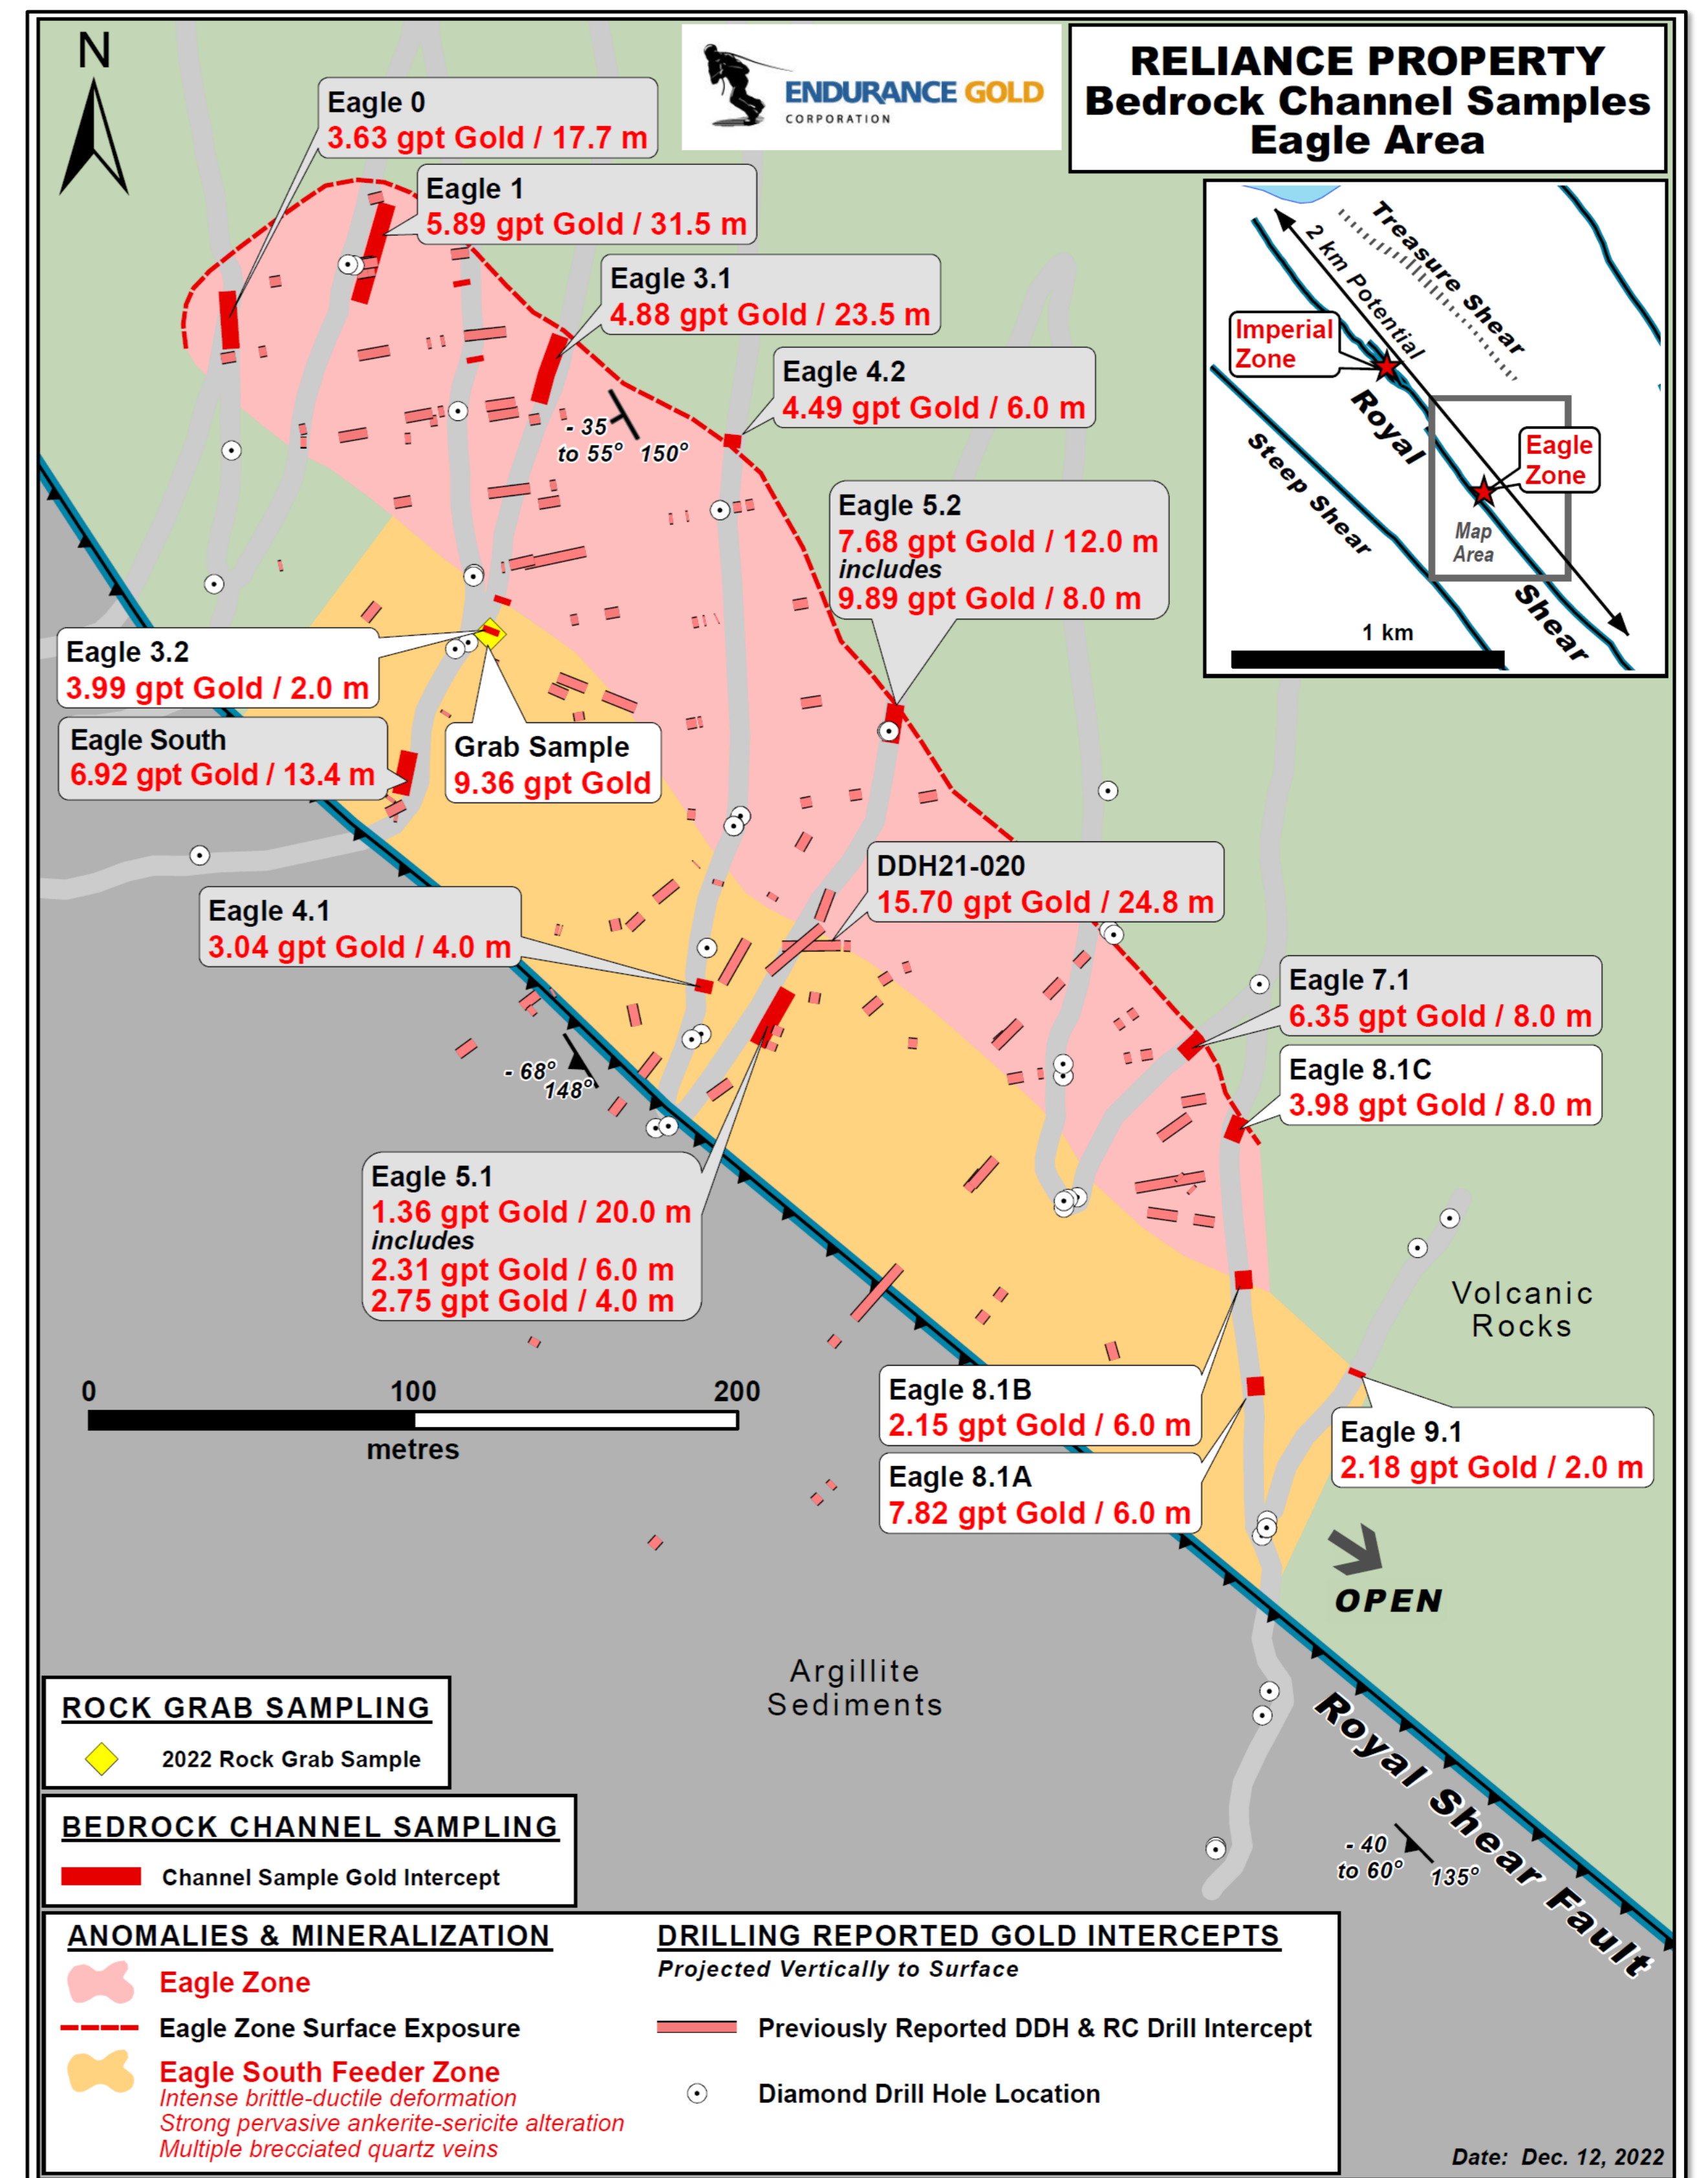 N
ENDURANCE GOLD
CORPORATION
RELIANCE PROPERTY
Bedrock Channel Samples
Eagle Area
Eagle 0
3.63 gpt Gold / 17.7 m
Eagle 1
5.89 gpt Gold / 31.5 m
Eagle 3.1
4.88 gpt Gold / 23.5 m
Eagle 4.2
4.49 gpt Gold / 6.0 m
- 35
to 55° 150°
Eagle 5.2
7.68 gpt Gold / 12.0 m
includes
9.89 gpt Gold / 8.0 m
Treasure Shear
2 km Potential
Imperial
Zone
Royal
Steep Shear
Eagle
Zone
Map
Area
Shear
1 km
Eagle 3.2
3.99 gpt Gold / 2.0 m
Eagle South
6.92 gpt Gold / 13.4 m
Grab Sample
9.36 gpt Gold
DDH21-020
15.70 gpt Gold / 24.8 m
Eagle 4.1
3.04 gpt Gold / 4.0 m
Eagle 7.1
6.35 gpt Gold / 8.0 m
- 68°
148°
Eagle 8.1C
3.98 gpt Gold / 8.0 m
Eagle 5.1
1.36 gpt Gold / 20.0 m
includes
2.31 gpt Gold / 6.0 m
2.75 gpt Gold / 4.0 m
Volcanic
Rocks
0 100 200
metres
Eagle 8.1B
2.15 gpt Gold / 6.0 m
Eagle 9.1
2.18 gpt Gold / 2.0 m
Eagle 8.1A
7.82 gpt Gold / 6.0 m
OPEN
Argillite
Sediments
Royal Shear Fault
- 40
to 60° 135°
ROCK GRAB SAMPLING
2022 Rock Grab Sample
BEDROCK CHANNEL SAMPLING
Channel Sample Gold Intercept
ANOMALIES & MINERALIZATION
Eagle Zone
Eagle Zone Surface Exposure
Eagle South Feeder Zone
Intense brittle-ductile deformation
Strong pervasive ankerite-sericite alteration
Multiple brecciated quartz veins
DRILLING REPORTED GOLD INTERCEPTS
Projected Vertically to Surface
Previously Reported DDH & RC Drill Intercept
Diamond Drill Hole Location
Date: Dec. 12, 2022